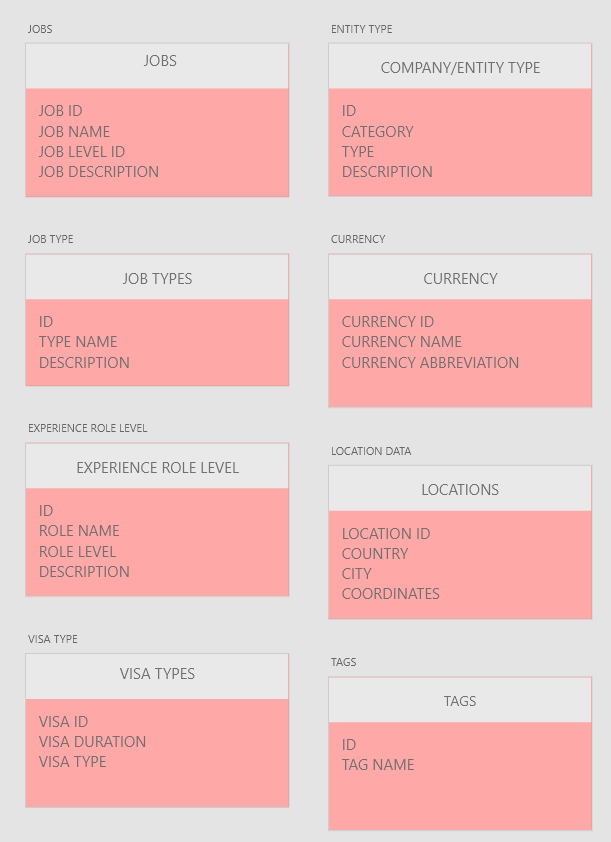 JOBS
JOBS
JOB ID
JOB NAME
JOB LEVEL ID
JOB DESCRIPTION
JOB TYPE
JOB TYPES
ID
TYPE NAME
DESCRIPTION
EXPERIENCE ROLE LEVEL
EXPERIENCE ROLE LEVEL
ID
ROLE NAME
ROLE LEVEL
DESCRIPTION
VISA TYPE
VISA TYPES
VISA ID
VISA DURATION
VISA TYPE
ENTITY TYPE
COMPANY/ENTITY TYPE
ID
CATEGORY
TYPE
DESCRIPTION
CURRENCY
CURRENCY
CURRENCY ID
CURRENCY NAME
CURRENCY ABBREVIATION
LOCATION DATA
LOCATIONS
LOCATION ID
COUNTRY
CITY
COORDINATES
TAGS
TAGS
ID
TAG NAME